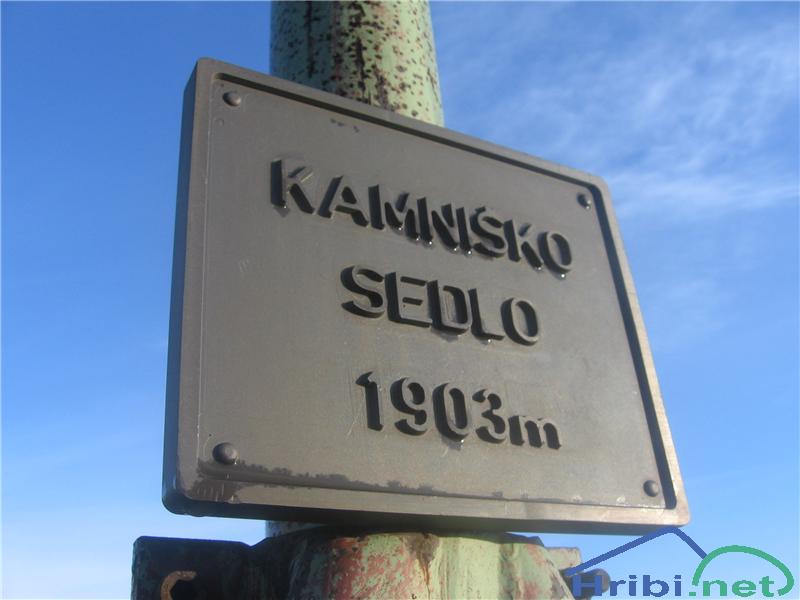 KAMNIŠKO
SEDLO
1903m
Hribi.net